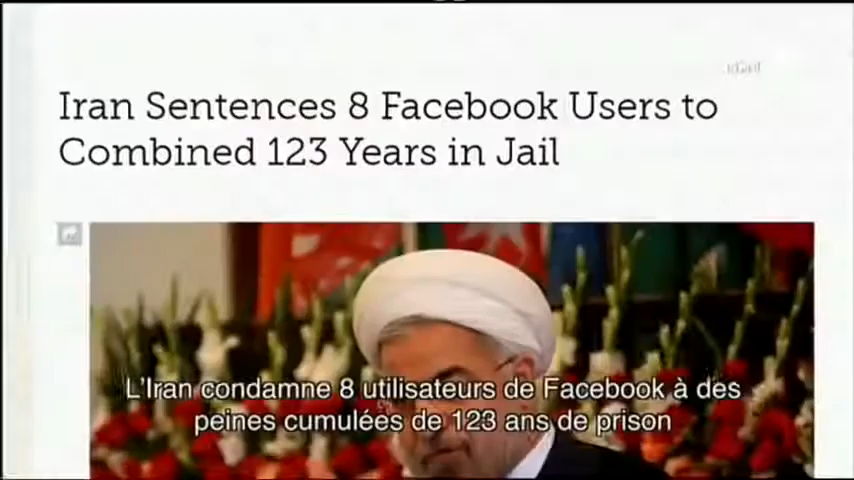 Iran Sentences 8 Facebook Users to
Combined 123 Years in Jail
L'Iran condamne 8 utilisateurs de Facebook à des
peines cumulées de 123 ans de prison